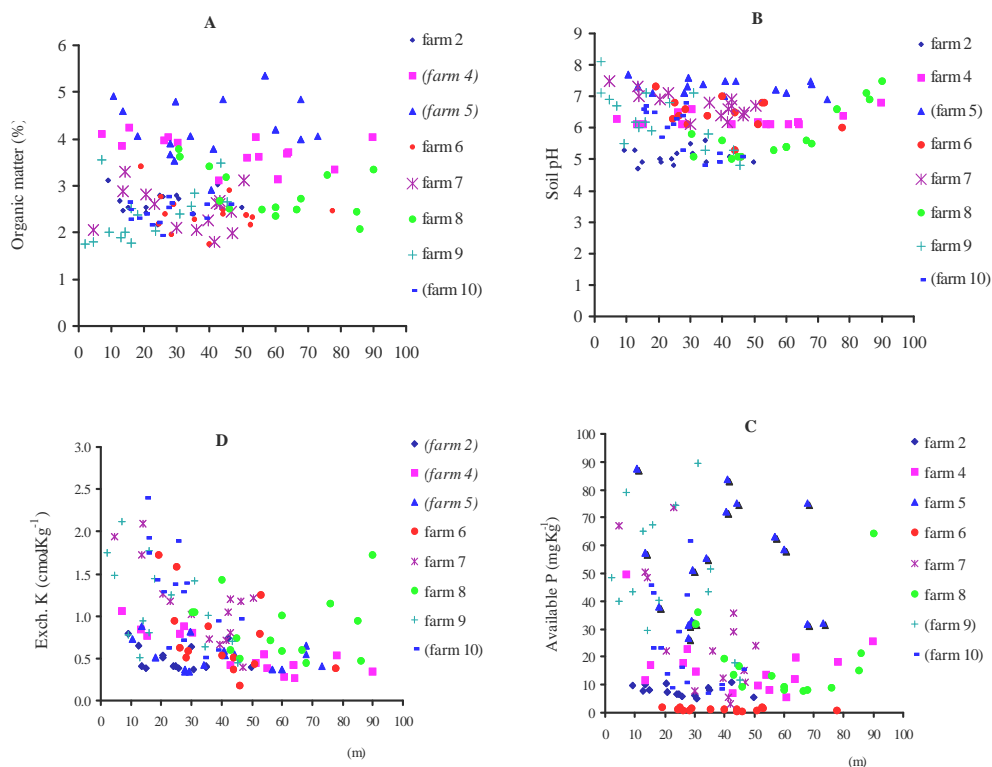 A
Organic matter (%)
6
5
4
3
2
1
0
0 10 20 30 40 50 60 70 80 90 100
farm 2
(farm 4)
(farm 5)
farm 6
farm 7
farm 8
farm 9
(farm 10)
B
Soil pH
9
8
7
6
5
4
3
2
1
0
0 10 20 30 40 50 60 70 80 90 100
farm 2
farm 4
(farm 5)
farm 6
farm 7
farm 8
farm 9
(farm 10)
D
Exch. K (cmolKg-1)
3.0
2.5
2.0
1.5
1.0
0.5
0.0
0 10 20 30 40 50 60 70 80 90 100
(m)
(farm 2)
(farm 4)
(farm 5)
farm 6
farm 7
farm 8
farm 9
(farm 10)
C
Available P (mgKg-1)
100
90
80
70
60
50
40
30
20
10
0
0 10 20 30 40 50 60 70 80 90 100
(m)
farm 2
farm 4
farm 5
farm 6
farm 7
farm 8
(farm 9)
(farm 10)